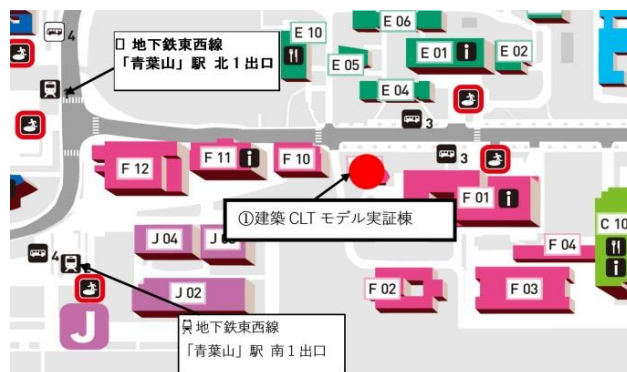 4
E 10
E 06
E 01
i
E 02
E 05
E 04
3
地下鉄東西線
「青葉山」駅 北1出口
F 12
F 11
i
F 10
3
F 01
i
①建築 CLT モデル実証棟
J 04
F 04
C 10
i
4
J 02
F 02
F 03
J
地下鉄東西線
「青葉山」駅 南1出口